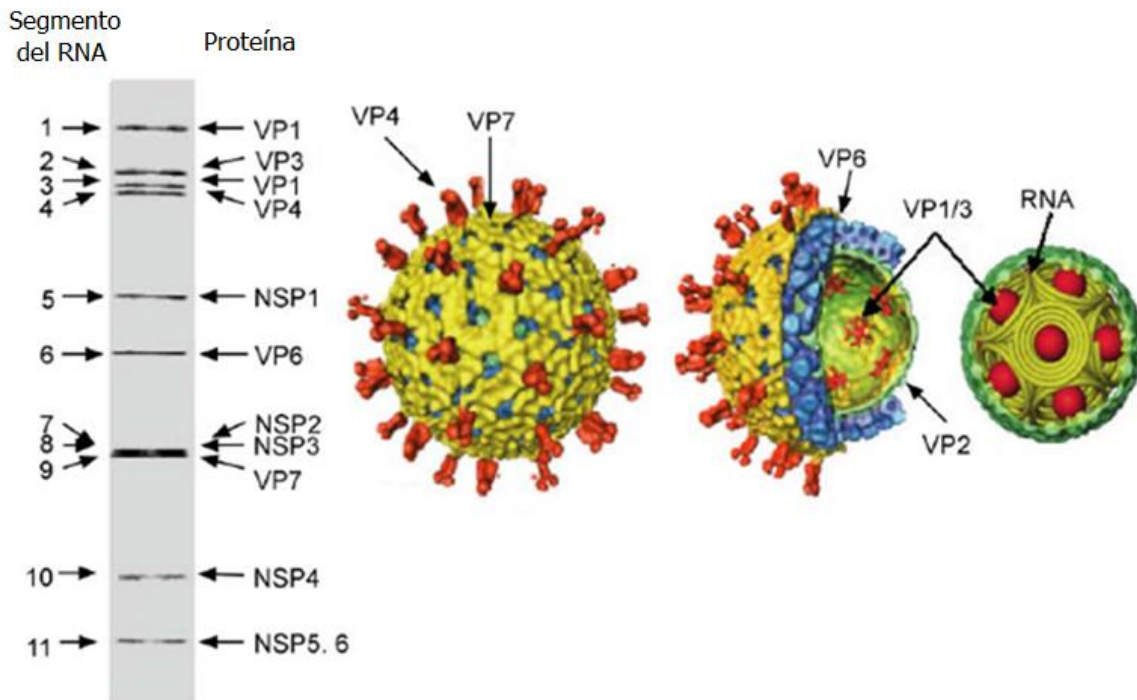 Segmento
del RNA
Proteína
1
2
3
4
5
6
7
8
9
10
11
VP1
VP3
VP1
VP4
NSP1
VP6
NSP2
NSP3
VP7
NSP4
NSP5. 6
VP4
VP7
VP6
VP1/3
RNA
VP2